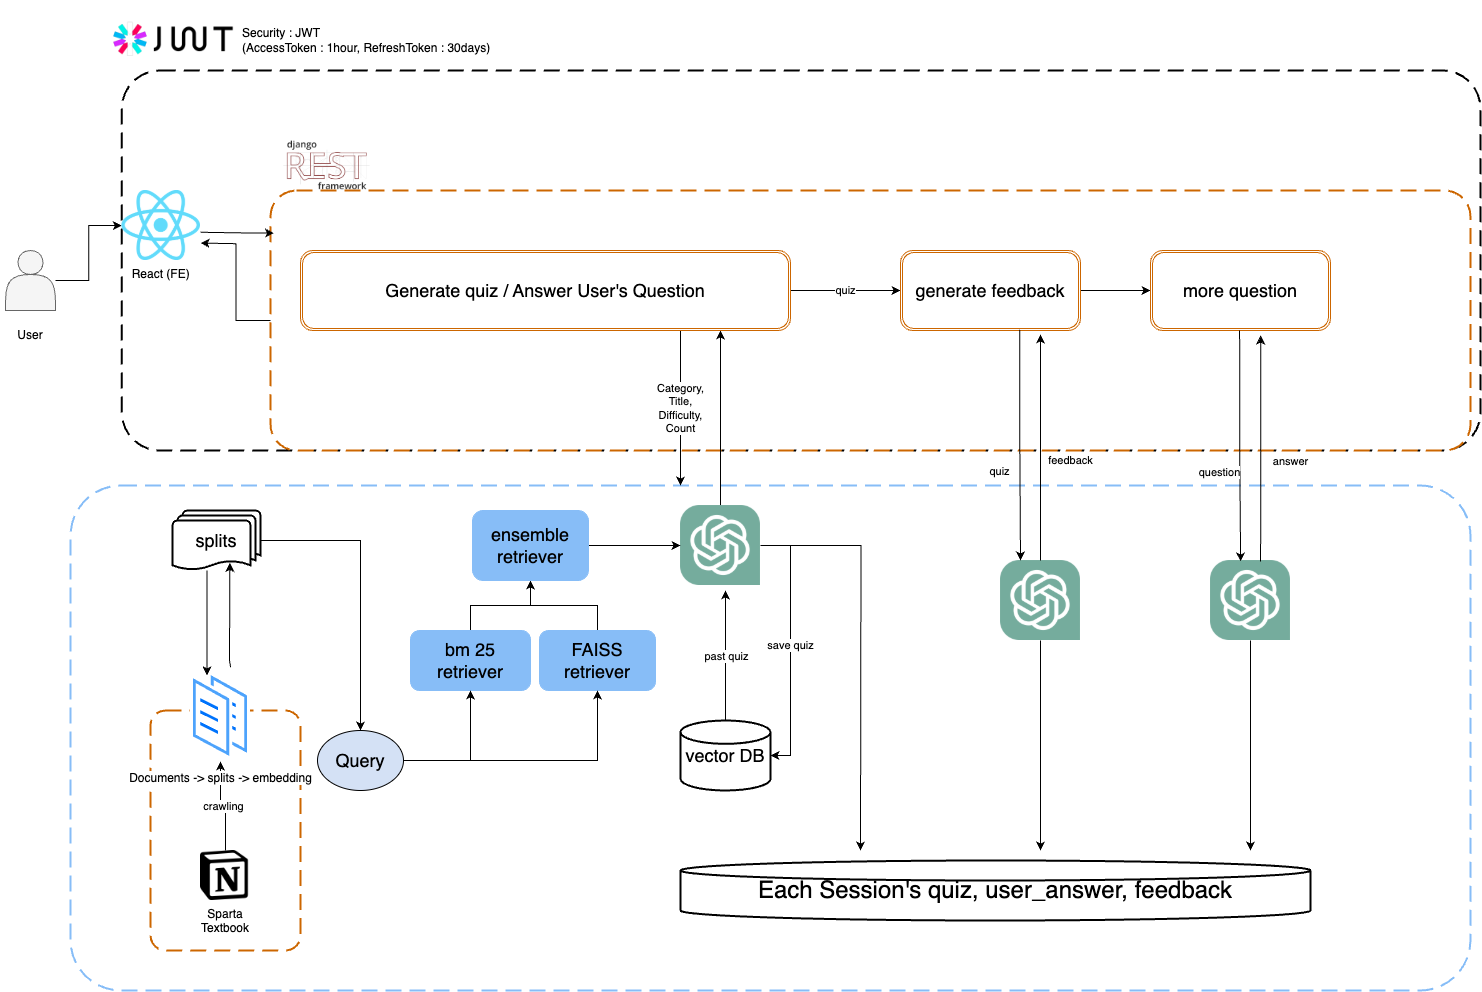 JWT
Security : JWT
(AccessToken : 1hour, RefreshToken : 30days)
django
REST
framework
React (FE)
User
Generate quiz / Answer User's Question
quiz
generate feedback
more question
Category,
Title,
Difficulty,
Count
quiz
feedback
question
answer
splits
ensemble
retriever
bm 25
retriever
FAISS
retriever
past quiz
save quiz
Query
vector DB
Documents -> splits -> embedding
crawling
N
Sparta
Textbook
Each Session's quiz, user_answer, feedback